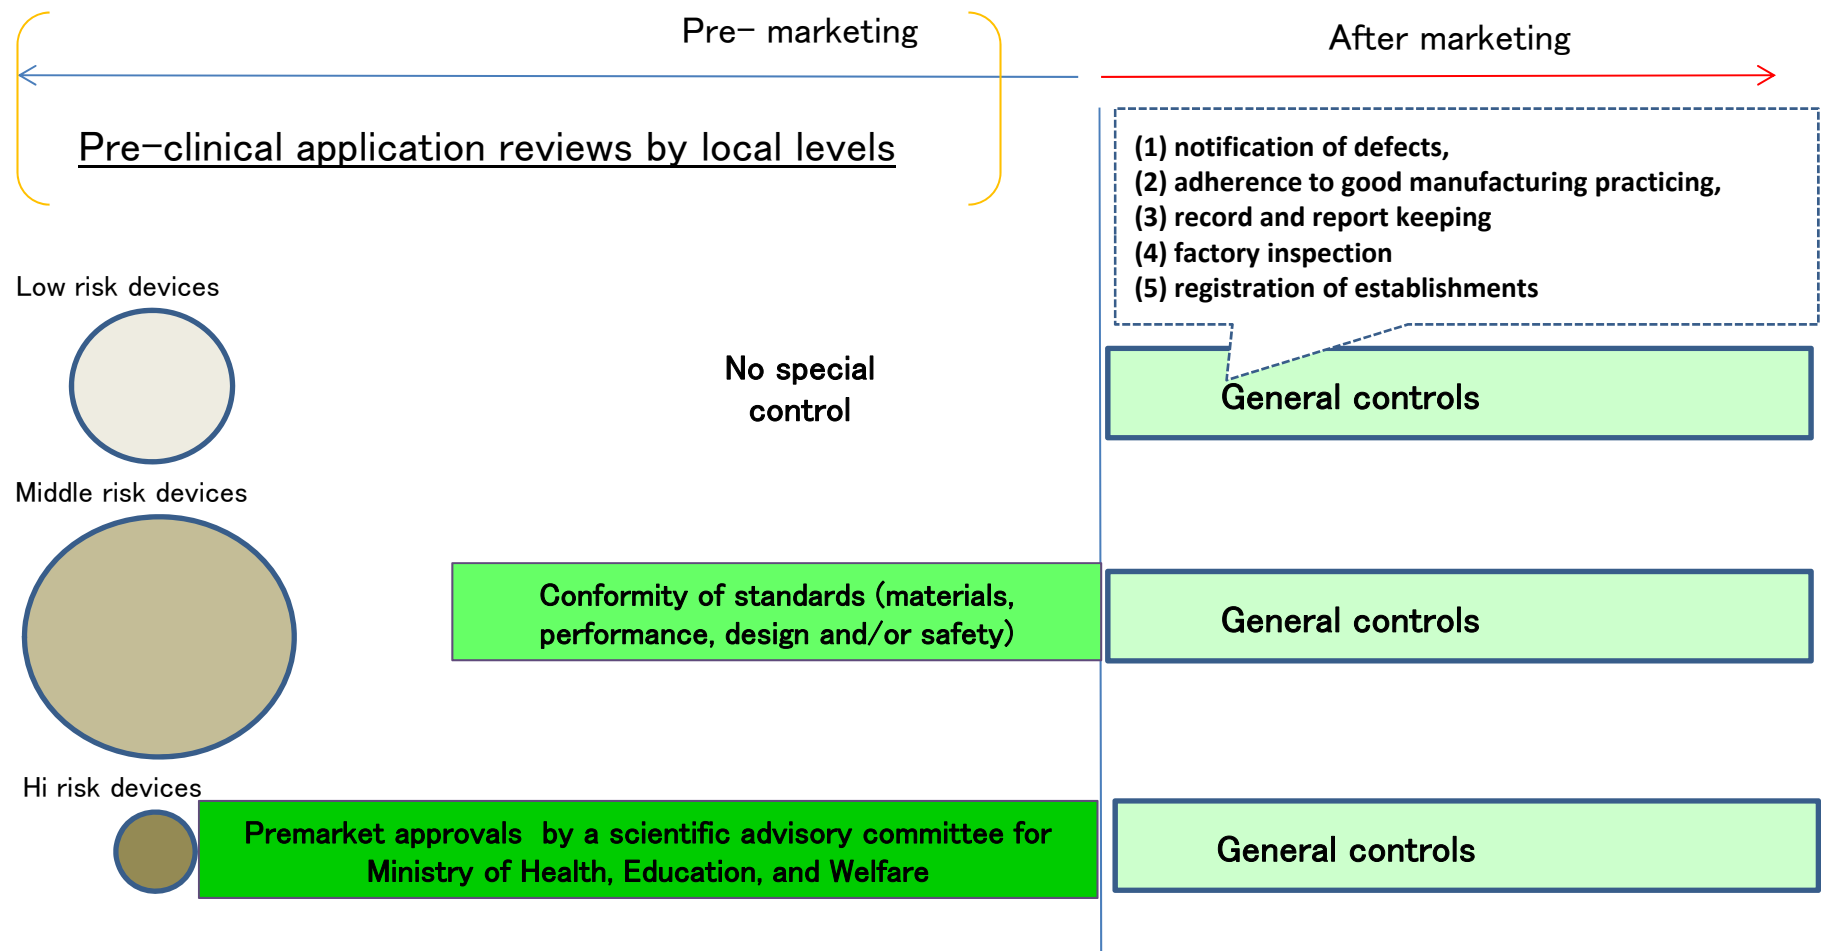 Pre- marketing
After marketing
Pre-clinical application reviews by local levels
(1) notification of defects,
(2) adherence to good manufacturing practicing,
(3) record and report keeping
(4) factory inspection
(5) registration of establishments
Low risk devices
No special
control
General controls
Middle risk devices
Conformity of standards (materials,
performance, design and/or safety)
General controls
Hi risk devices
Premarket approvals by a scientific advisory committee for
Ministry of Health, Education, and Welfare
General controls